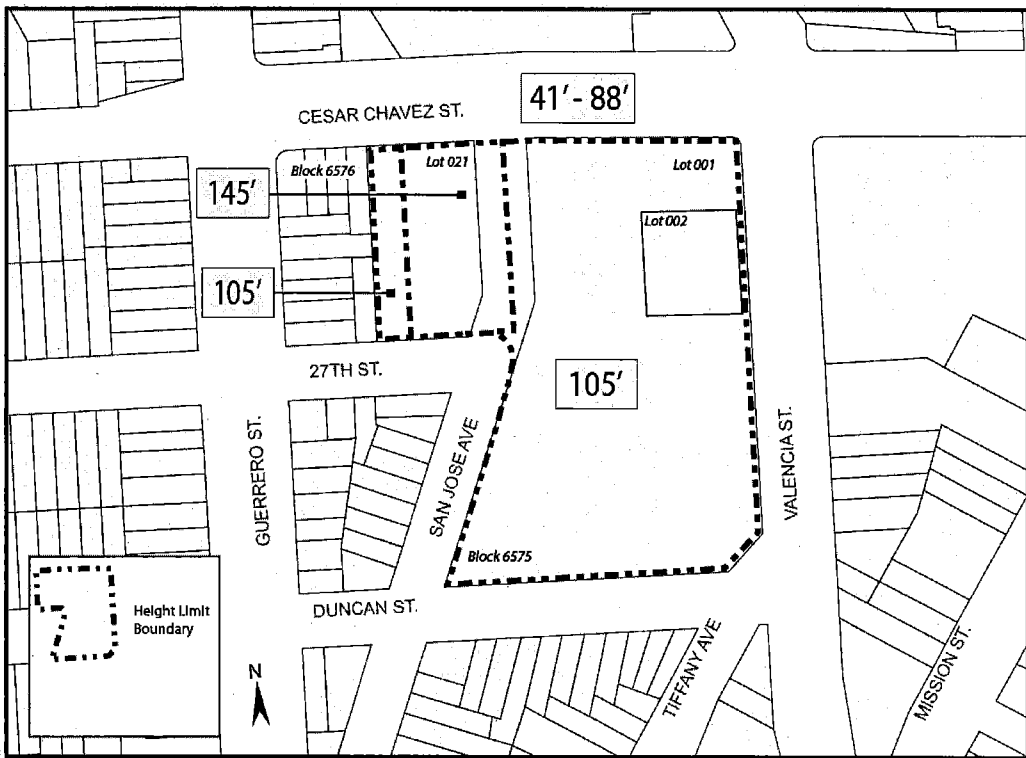 CESAR CHAVEZ ST.
41' - 88'
Block 6576
Lot 021
Lot 001
145'
Lot 002
105'
27TH ST.
105'
GUERRERO ST.
SAN JOSE AVE
VALENCIA ST.
Block 6575
Height Limit
Boundary
DUNCAN ST.
TIFFANY AVE
MISSION ST.
N